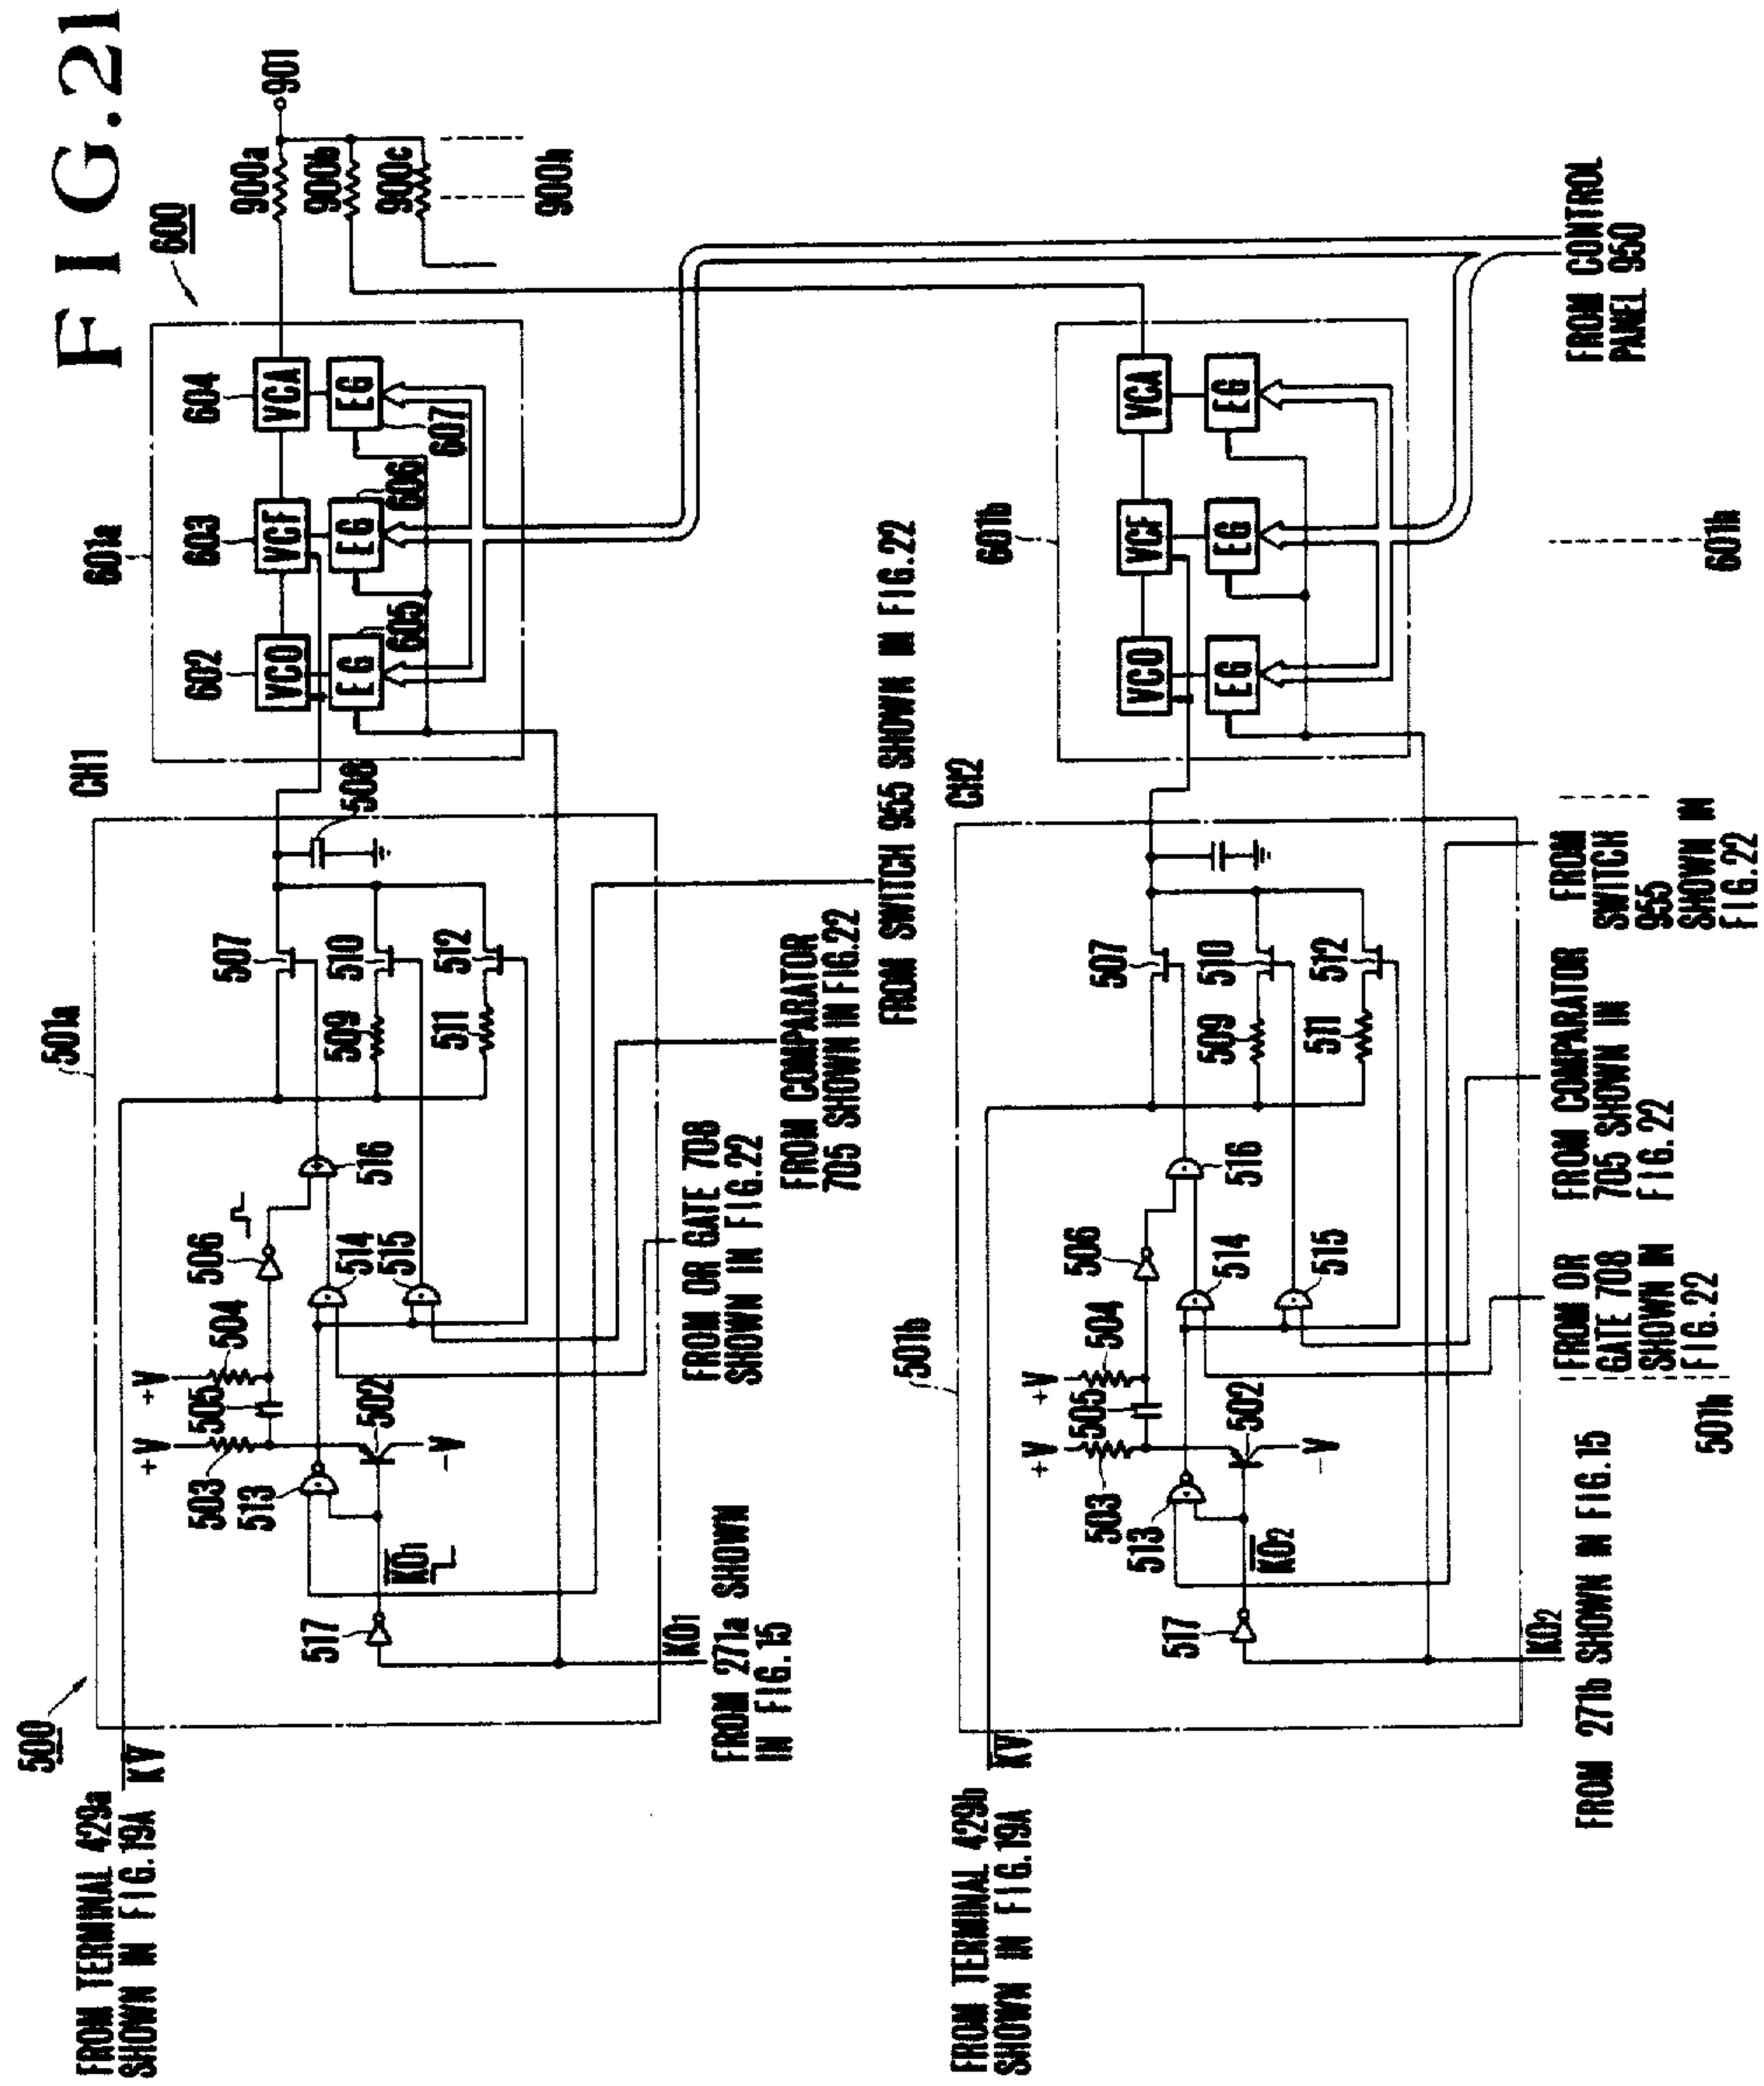 FIG.21
500
600
FROM TERMINAL 429a
SHOWN IN FIG.19A
KV
501a
CH1
601a
602
603
604
VCO
VCF
VCA
EG
EG
EG
605
606
607
900a
900b
900c
900h
901
+V
+V
503
505
504
506
513
502
-V
514
515
516
507
508
509
510
511
512
517
K̅O̅1
KO1
FROM 271a SHOWN
IN FIG.15
FROM OR GATE 708
SHOWN IN FIG.22
FROM COMPARATOR
705 SHOWN IN FIG.22
FROM SWITCH 955 SHOWN IN FIG.22
FROM TERMINAL 429b
SHOWN IN FIG.19A
KV
501b
CH2
601b
VCO
VCF
VCA
EG
EG
EG
+V
+V
503
505
504
506
513
502
-V
514
515
516
507
509
510
511
512
517
K̅O̅2
KO2
FROM 271b SHOWN IN FIG.15
501h
FROM OR
GATE 708
SHOWN IN
FIG.22
FROM COMPARATOR
705 SHOWN IN
FIG.22
FROM
SWITCH
955
SHOWN IN
FIG.22
601h
FROM CONTROL
PANEL 950